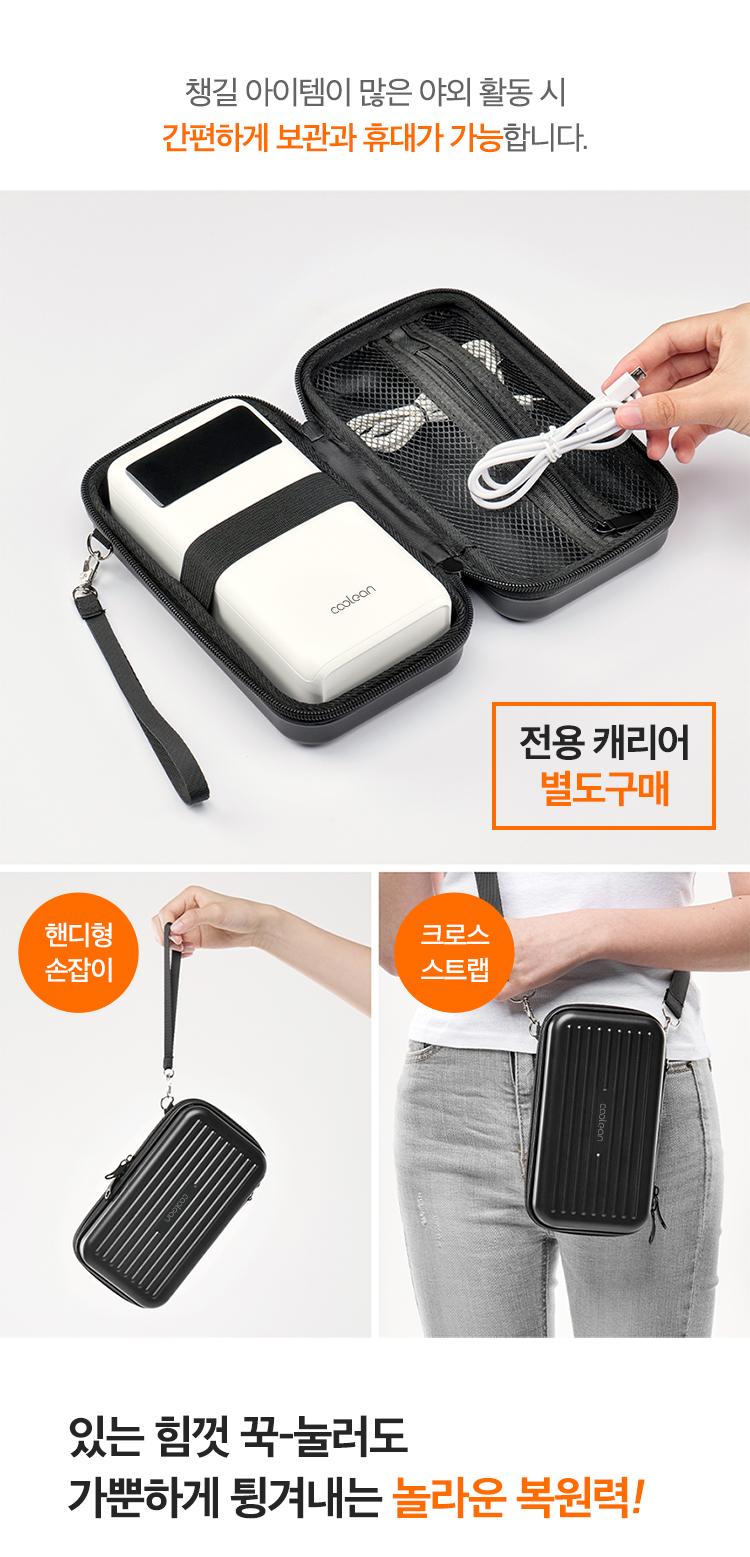 챙길 아이템이 많은 야외 활동 시
간편하게 보관과 휴대가 가능합니다.
coolean
전용 캐리어
별도구매
핸디형
손잡이
크로스
스트랩
coolean
coolean
있는 힘껏 꾹-눌러도
가뿐하게 튕겨내는 놀라운 복원력!